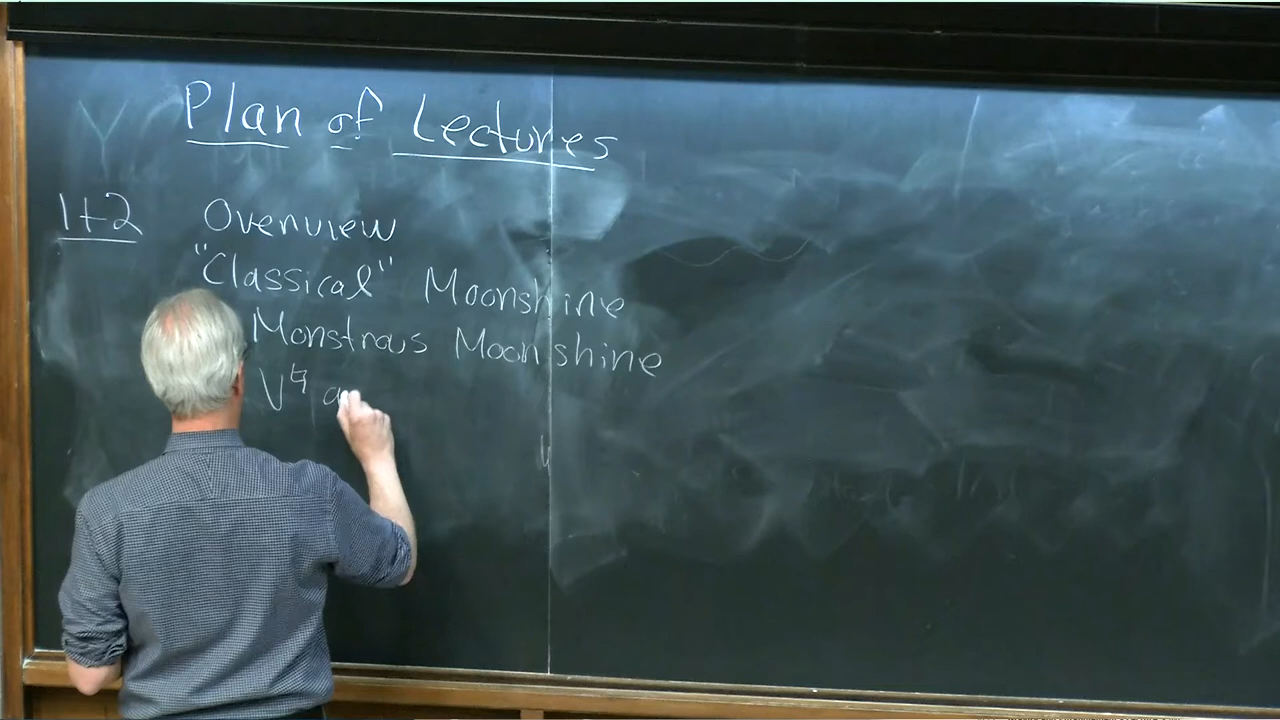 Plan of Lectures
1+2 Overview
"Classical" Moonshine
Monstrous Moonshine
V♮ a